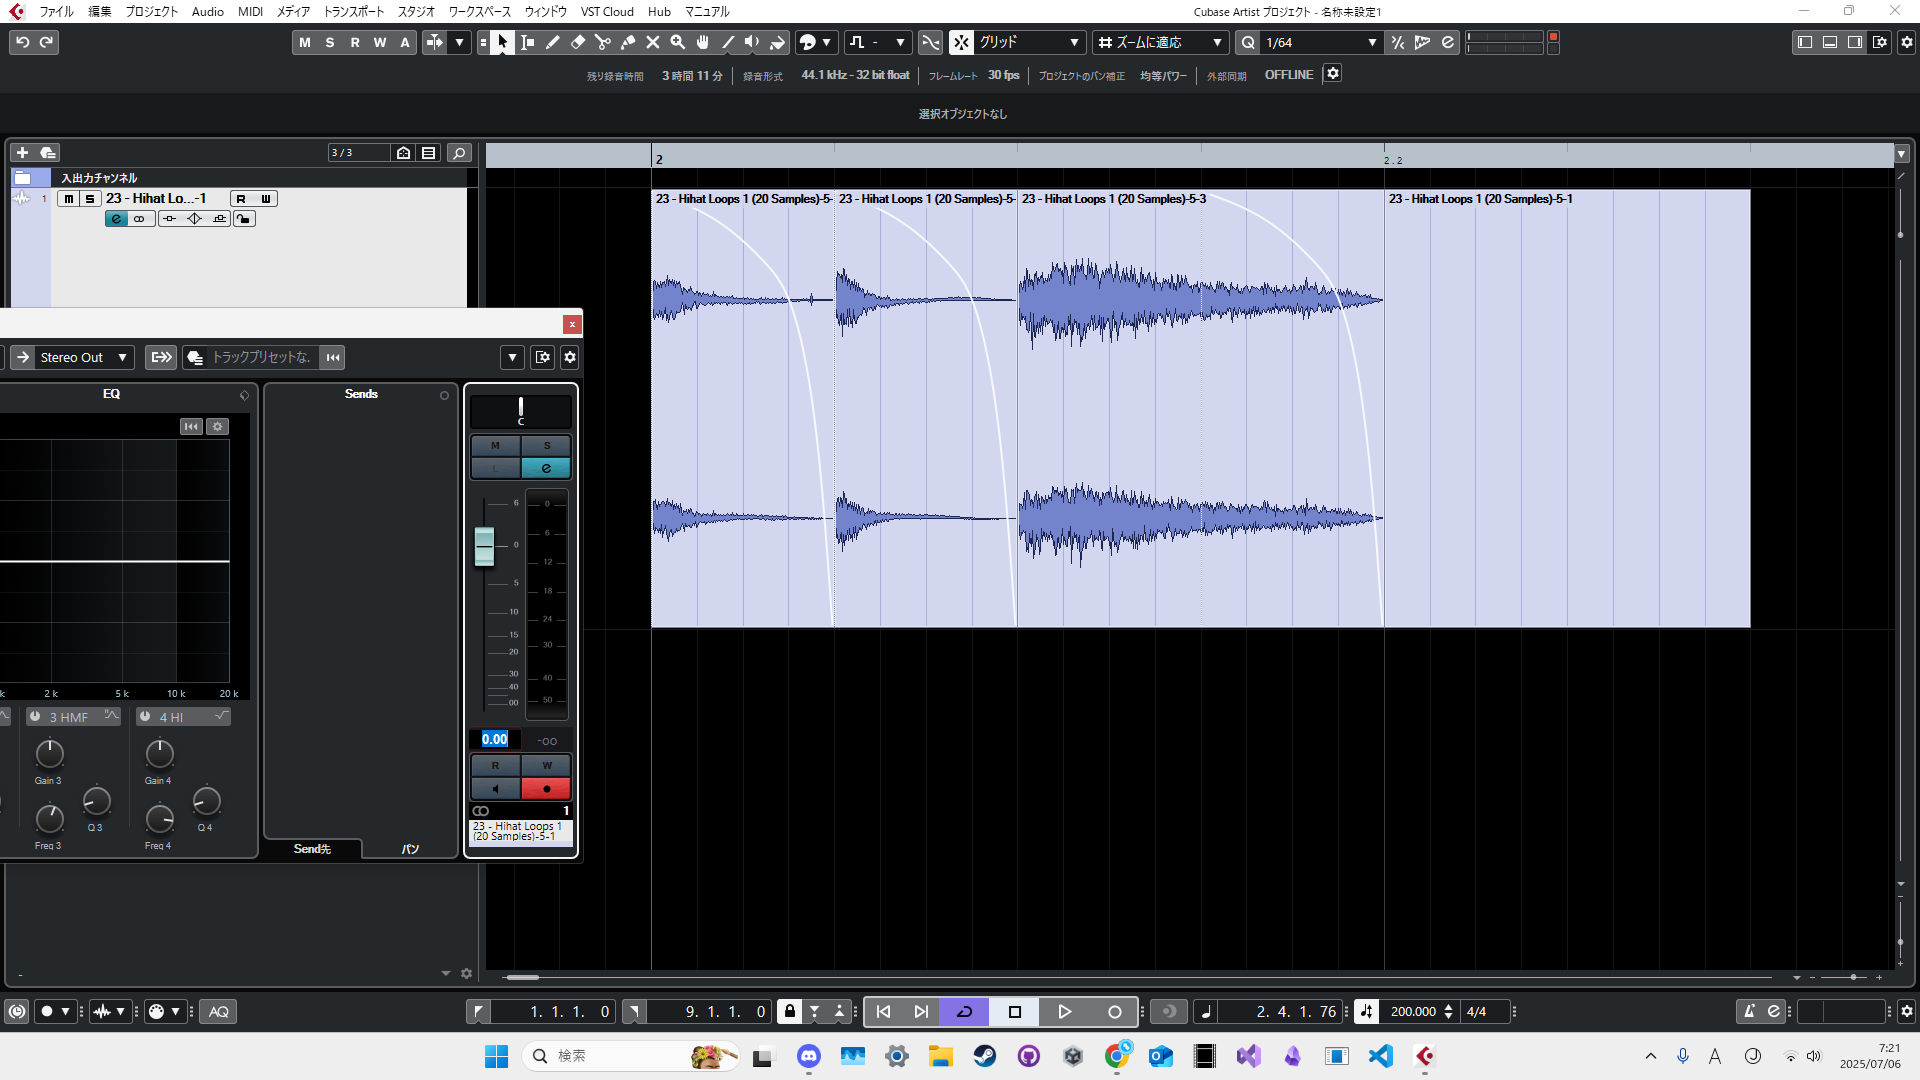 ファイル 編集 プロジェクト Audio MIDI メディア トランスポート スタジオ ワークスペース ウィンドウ VST Cloud Hub マニュアル
Cubase Artist プロジェクト - 名称未設定1
M S R W A - グリッド ズームに適応 Q 1/64
残り録音時間 3 時間 11 分 録音形式 44.1 kHz - 32 bit float フレームレート 30 fps プロジェクトのパン補正 均等パワー 外部同期 OFFLINE
選択オブジェクトなし
3 / 3
2 2.2
入出力チャンネル
1 m S 23 - Hihat Lo...-1 R W
e
23 - Hihat Loops 1 (20 Samples)-5- 23 - Hihat Loops 1 (20 Samples)-5- 23 - Hihat Loops 1 (20 Samples)-5-3 23 - Hihat Loops 1 (20 Samples)-5-1
x
Stereo Out トラックプリセットな.
EQ Sends
C
M S
L e
6 0
5 10 15 20 30 40 00
0 6 12 18 24 30 40 50
k 2 k 5 k 10 k 20 k
3 HMF 4 HI
Gain 3 Gain 4
Q 3 Q 4
Freq 3 Freq 4
0.00 -oo
R W
1
23 - Hihat Loops 1
(20 Samples)-5-1
Send先 パン
-
AQ 1. 1. 1. 0 9. 1. 1. 0 2. 4. 1. 76 200.000 4/4
検索
A J
7:21
2025/07/06